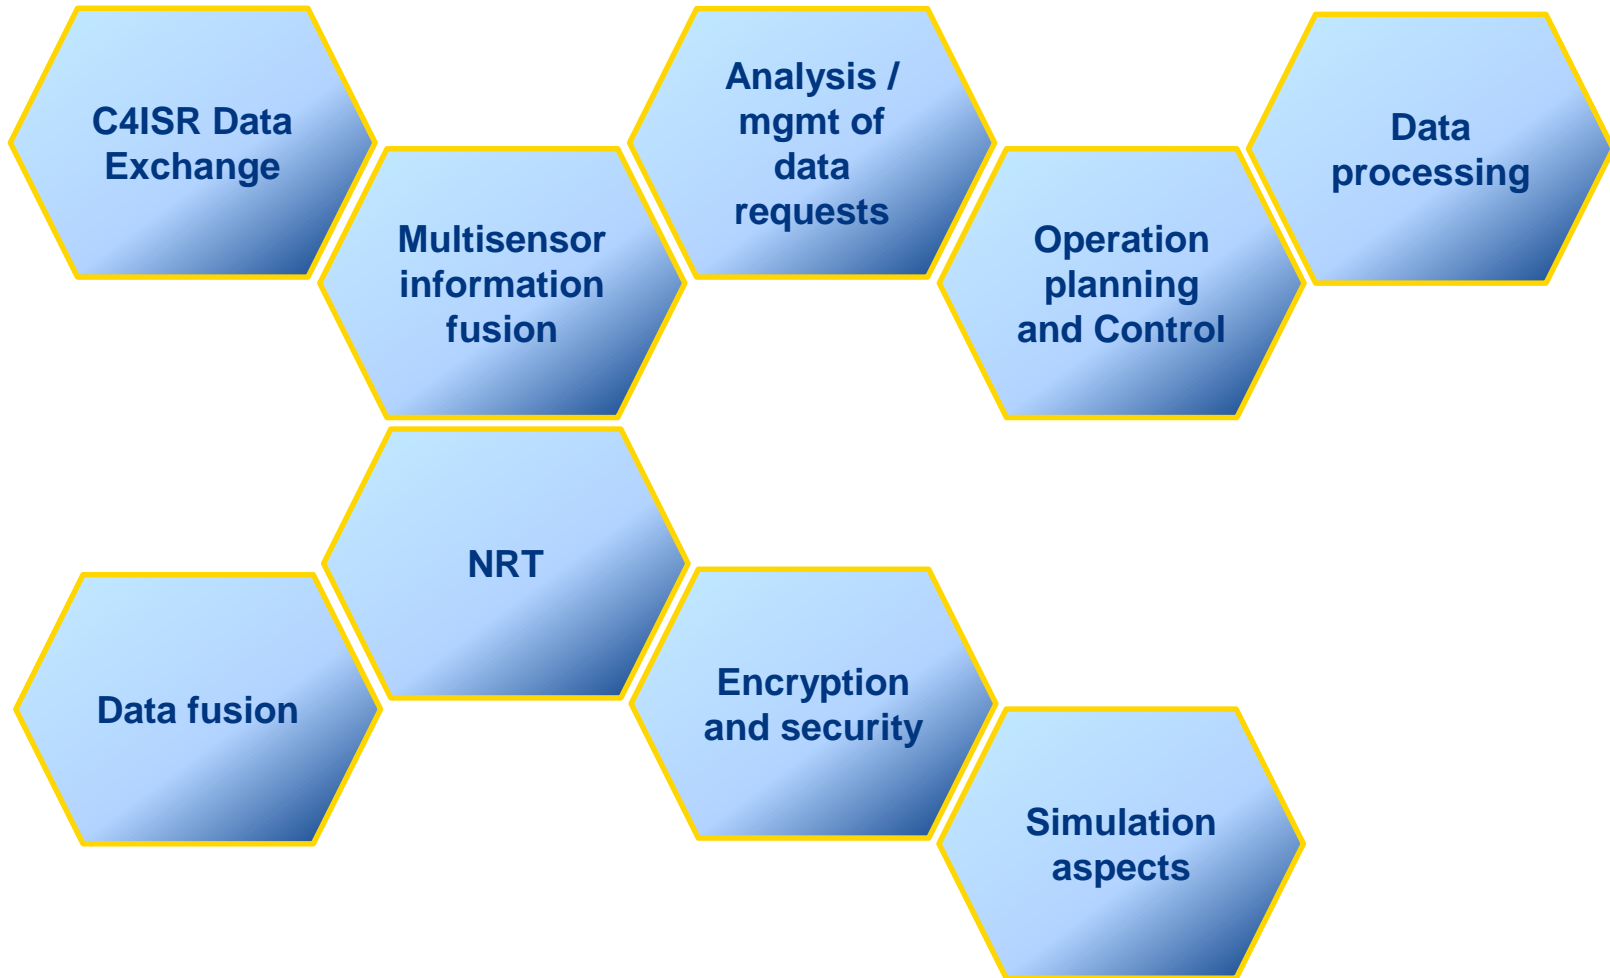 C4ISR Data
Exchange
Multisensor
information
fusion
Analysis /
mgmt of
data
requests
Operation
planning
and Control
Data
processing
NRT
Data fusion
Encryption
and security
Simulation
aspects